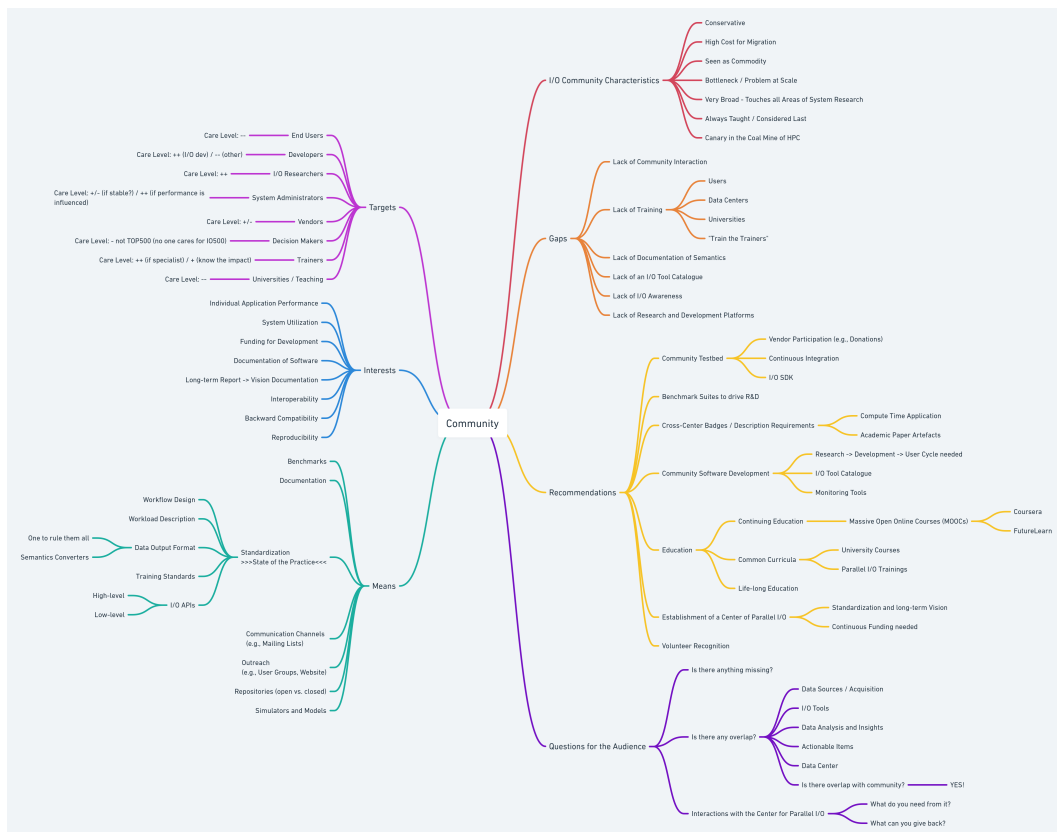 Community
I/O Community Characteristics
Conservative
High Cost for Migration
Seen as Commodity
Bottleneck / Problem at Scale
Very Broad - Touches all Areas of System Research
Always Taught / Considered Last
Canary in the Coal Mine of HPC
Gaps
Lack of Community Interaction
Lack of Training
Users
Data Centers
Universities
"Train the Trainers"
Lack of Documentation of Semantics
Lack of an I/O Tool Catalogue
Lack of I/O Awareness
Lack of Research and Development Platforms
Recommendations
Community Testbed
Vendor Participation (e.g., Donations)
Continuous Integration
I/O SDK
Benchmark Suites to drive R&D
Cross-Center Badges / Description Requirements
Compute Time Application
Academic Paper Artefacts
Community Software Development
Research -> Development -> User Cycle needed
I/O Tool Catalogue
Monitoring Tools
Education
Continuing Education
Massive Open Online Courses (MOOCs)
Coursera
FutureLearn
Common Curricula
University Courses
Parallel I/O Trainings
Life-long Education
Establishment of a Center of Parallel I/O
Standardization and long-term Vision
Continuous Funding needed
Volunteer Recognition
Questions for the Audience
Is there anything missing?
Is there any overlap?
Data Sources / Acquisition
I/O Tools
Data Analysis and Insights
Actionable Items
Data Center
Is there overlap with community?
YES!
Interactions with the Center for Parallel I/O
What do you need from it?
What can you give back?
Targets
End Users
Care Level: --
Developers
Care Level: ++ (I/O dev) / -- (other)
I/O Researchers
Care Level: ++
System Administrators
Care Level: +/- (if stable?) / ++ (if performance is
influenced)
Vendors
Care Level: +/-
Decision Makers
Care Level: - not TOP500 (no one cares for IO500)
Trainers
Care Level: ++ (if specialist) / + (know the impact)
Universities / Teaching
Care Level: --
Interests
Individual Application Performance
System Utilization
Funding for Development
Documentation of Software
Long-term Report -> Vision Documentation
Interoperability
Backward Compatibility
Reproducibility
Means
Benchmarks
Documentation
Standardization
>>>State of the Practice<<<
Workflow Design
Workload Description
Data Output Format
One to rule them all
Semantics Converters
Training Standards
I/O APIs
High-level
Low-level
Communication Channels
(e.g., Mailing Lists)
Outreach
(e.g., User Groups, Website)
Repositories (open vs. closed)
Simulators and Models